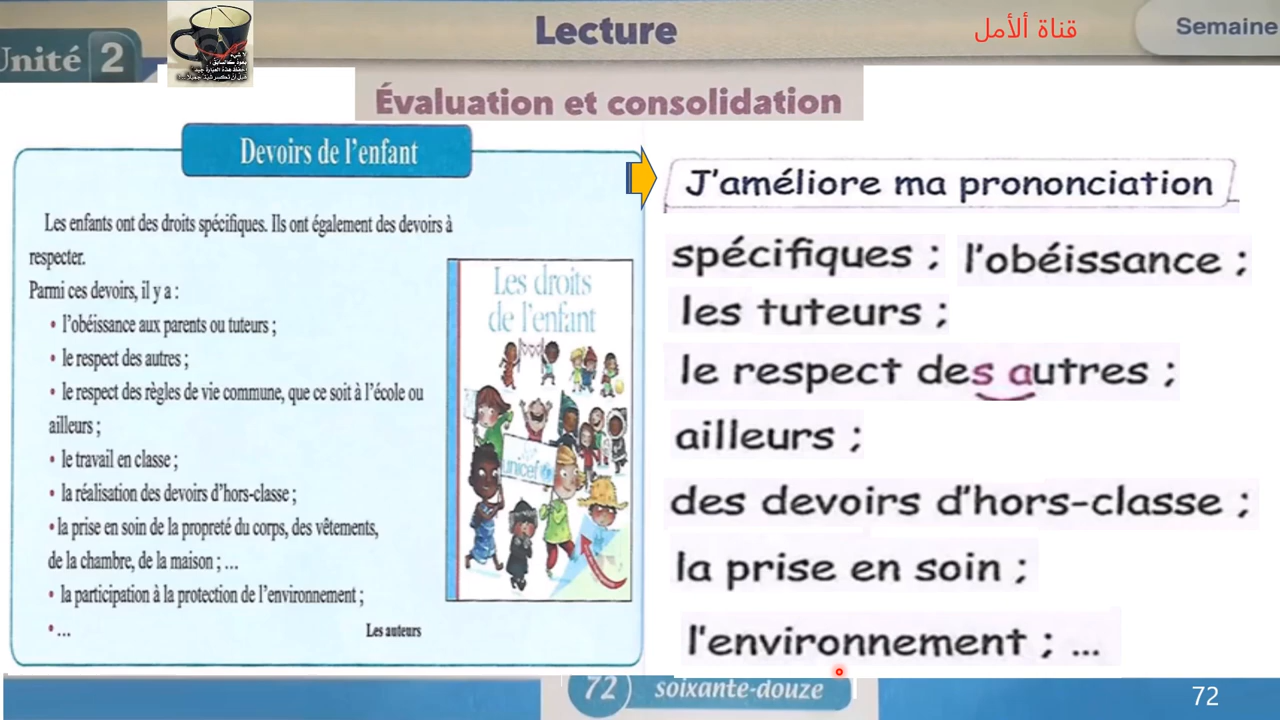 Unité 2
Lecture
قناة ألأمل
Semaine
Évaluation et consolidation
Devoirs de l'enfant
Les enfants ont des droits spécifiques. Ils ont également des devoirs à
respecter.
Parmi ces devoirs, il y a :
• l'obéissance aux parents ou tuteurs ;
• le respect des autres ;
• le respect des règles de vie commune, que ce soit à l'école ou
ailleurs ;
• le travail en classe ;
• la réalisation des devoirs d'hors-classe ;
• la prise en soin de la propreté du corps, des vêtements,
de la chambre, de la maison ; ...
• la participation à la protection de l'environnement ;
• ...
Les auteurs
Les droits
de l'enfant
unicef
J'améliore ma prononciation
spécifiques ; l'obéissance ;
les tuteurs ;
le respect des autres ;
ailleurs ;
des devoirs d'hors-classe ;
la prise en soin ;
l'environnement ; ...
72 soixante-douze
72